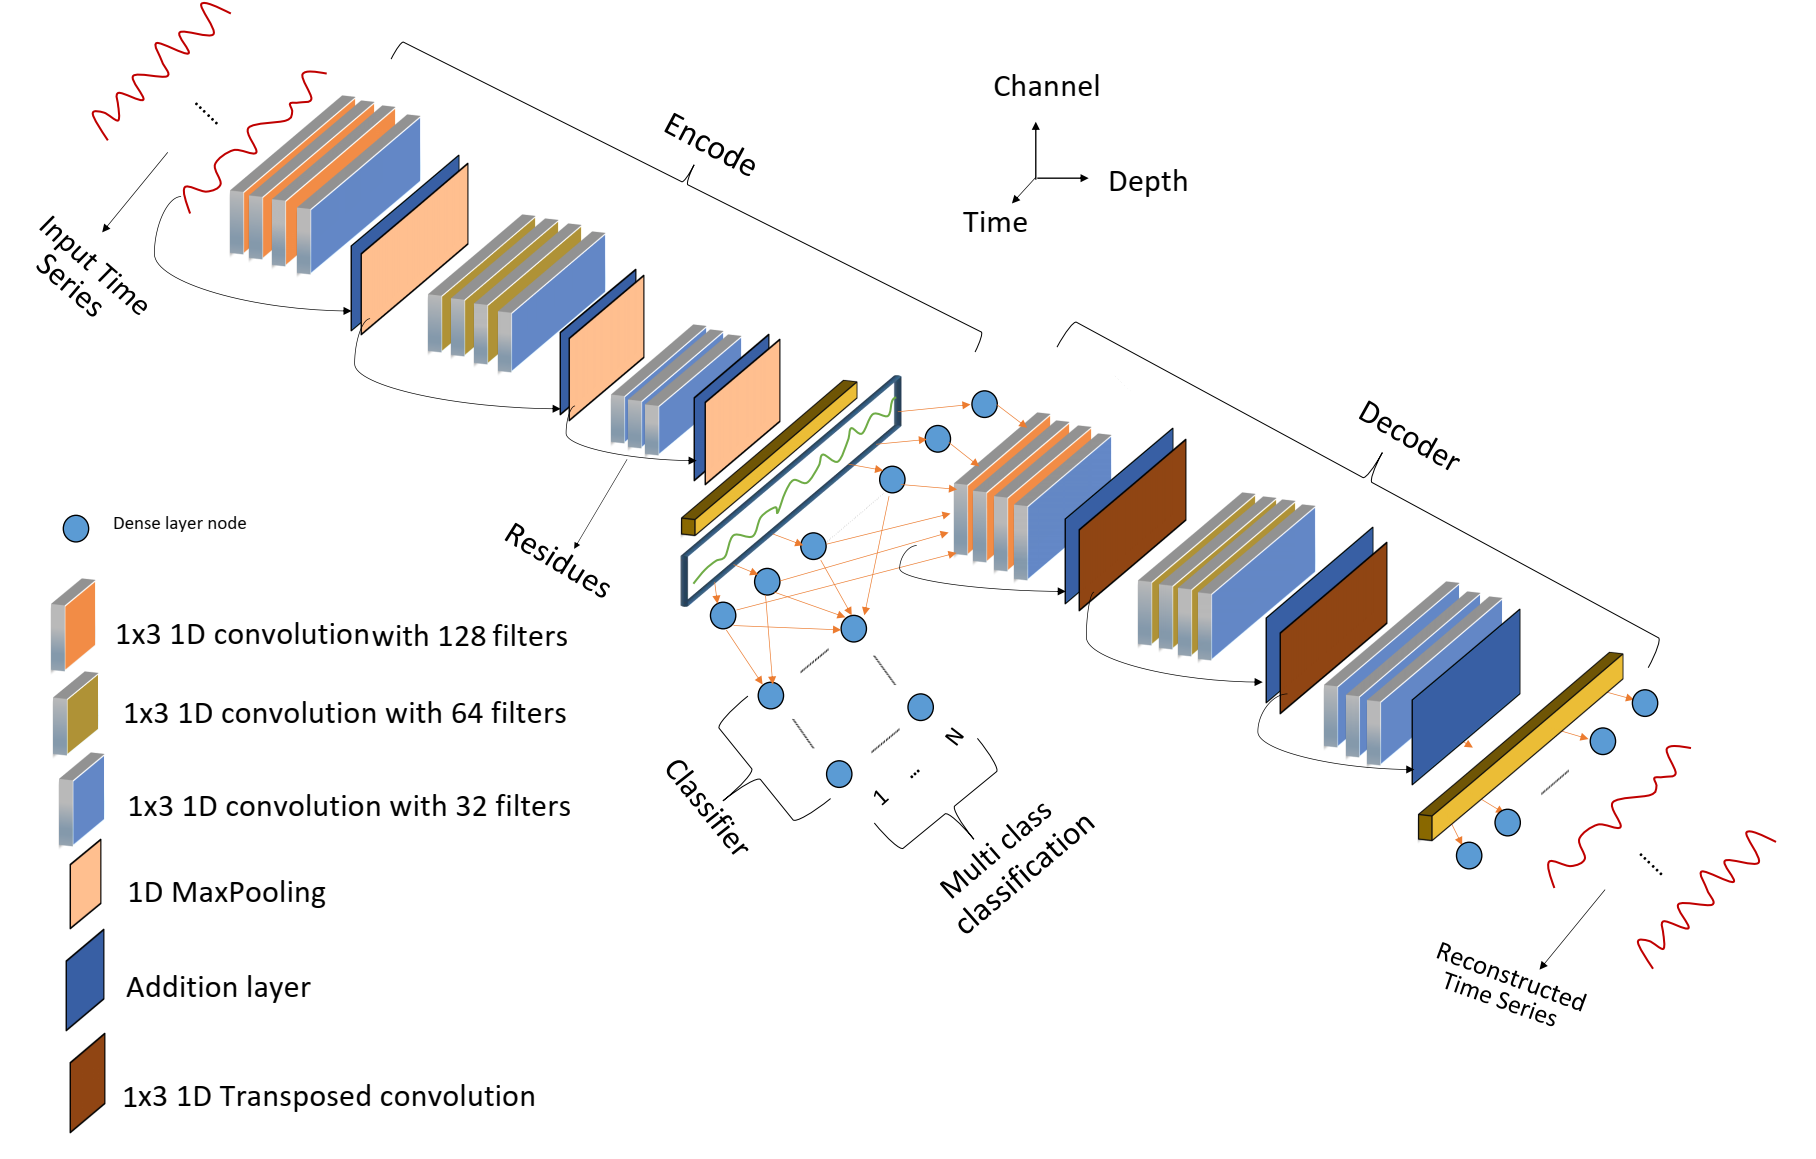 Encode
Channel
Depth
Time
Input Time
Series
Decoder
Residues
Dense layer node
1x3 1D convolution with 128 filters
1x3 1D convolution with 64 filters
1x3 1D convolution with 32 filters
1D MaxPooling
Addition layer
1x3 1D Transposed convolution
Classifier
1 ... N
Multi class
classification
Reconstructed
Time Series